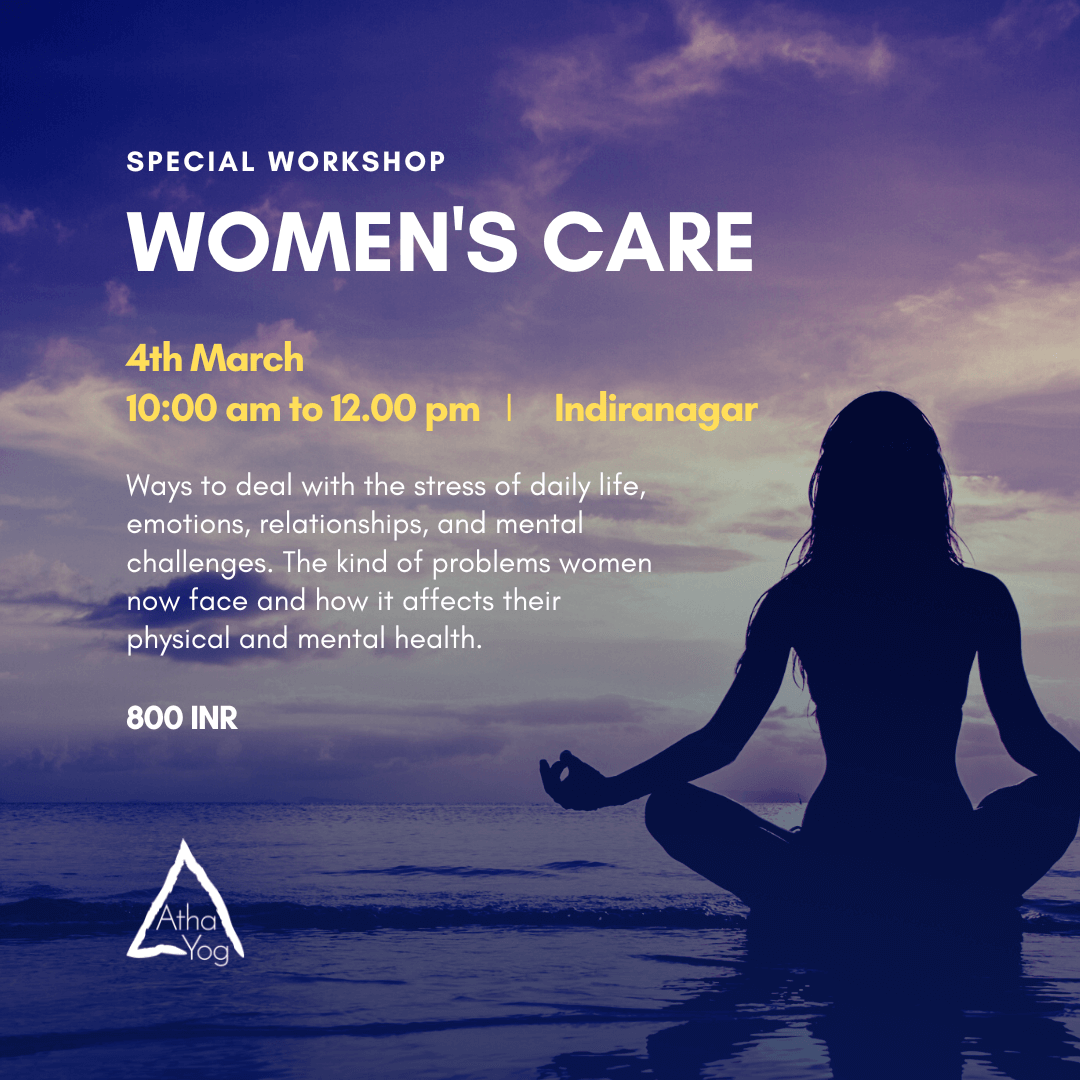 SPECIAL WORKSHOP
WOMEN'S CARE
4th March
10:00 am to 12.00 pm | Indiranagar
Ways to deal with the stress of daily life,
emotions, relationships, and mental
challenges. The kind of problems women
now face and how it affects their
physical and mental health.
800 INR
Atha
Yog